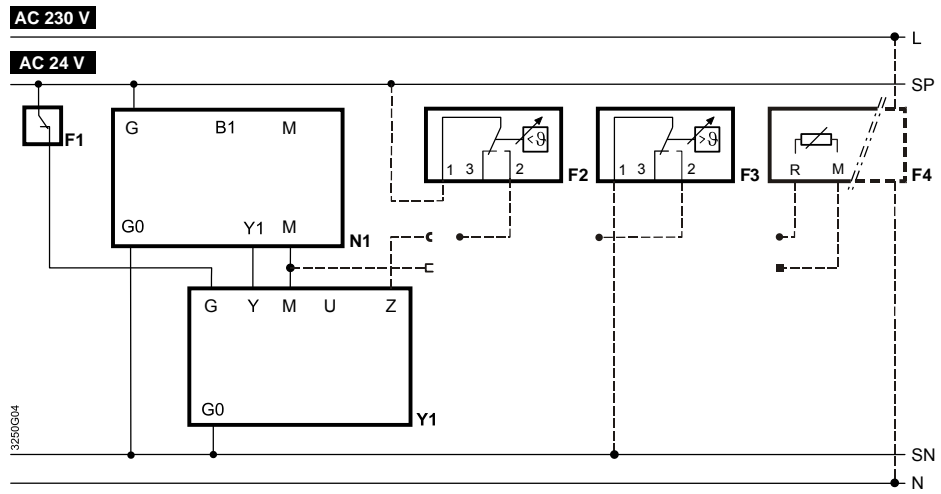 AC 230 V
L
AC 24 V
SP
F1
G B1 M
G0 Y1 M
N1
<ϑ
1 3 2
F2
>ϑ
1 3 2
F3
R M
F4
G Y M U Z
G0
Y1
3250G04
SN
N